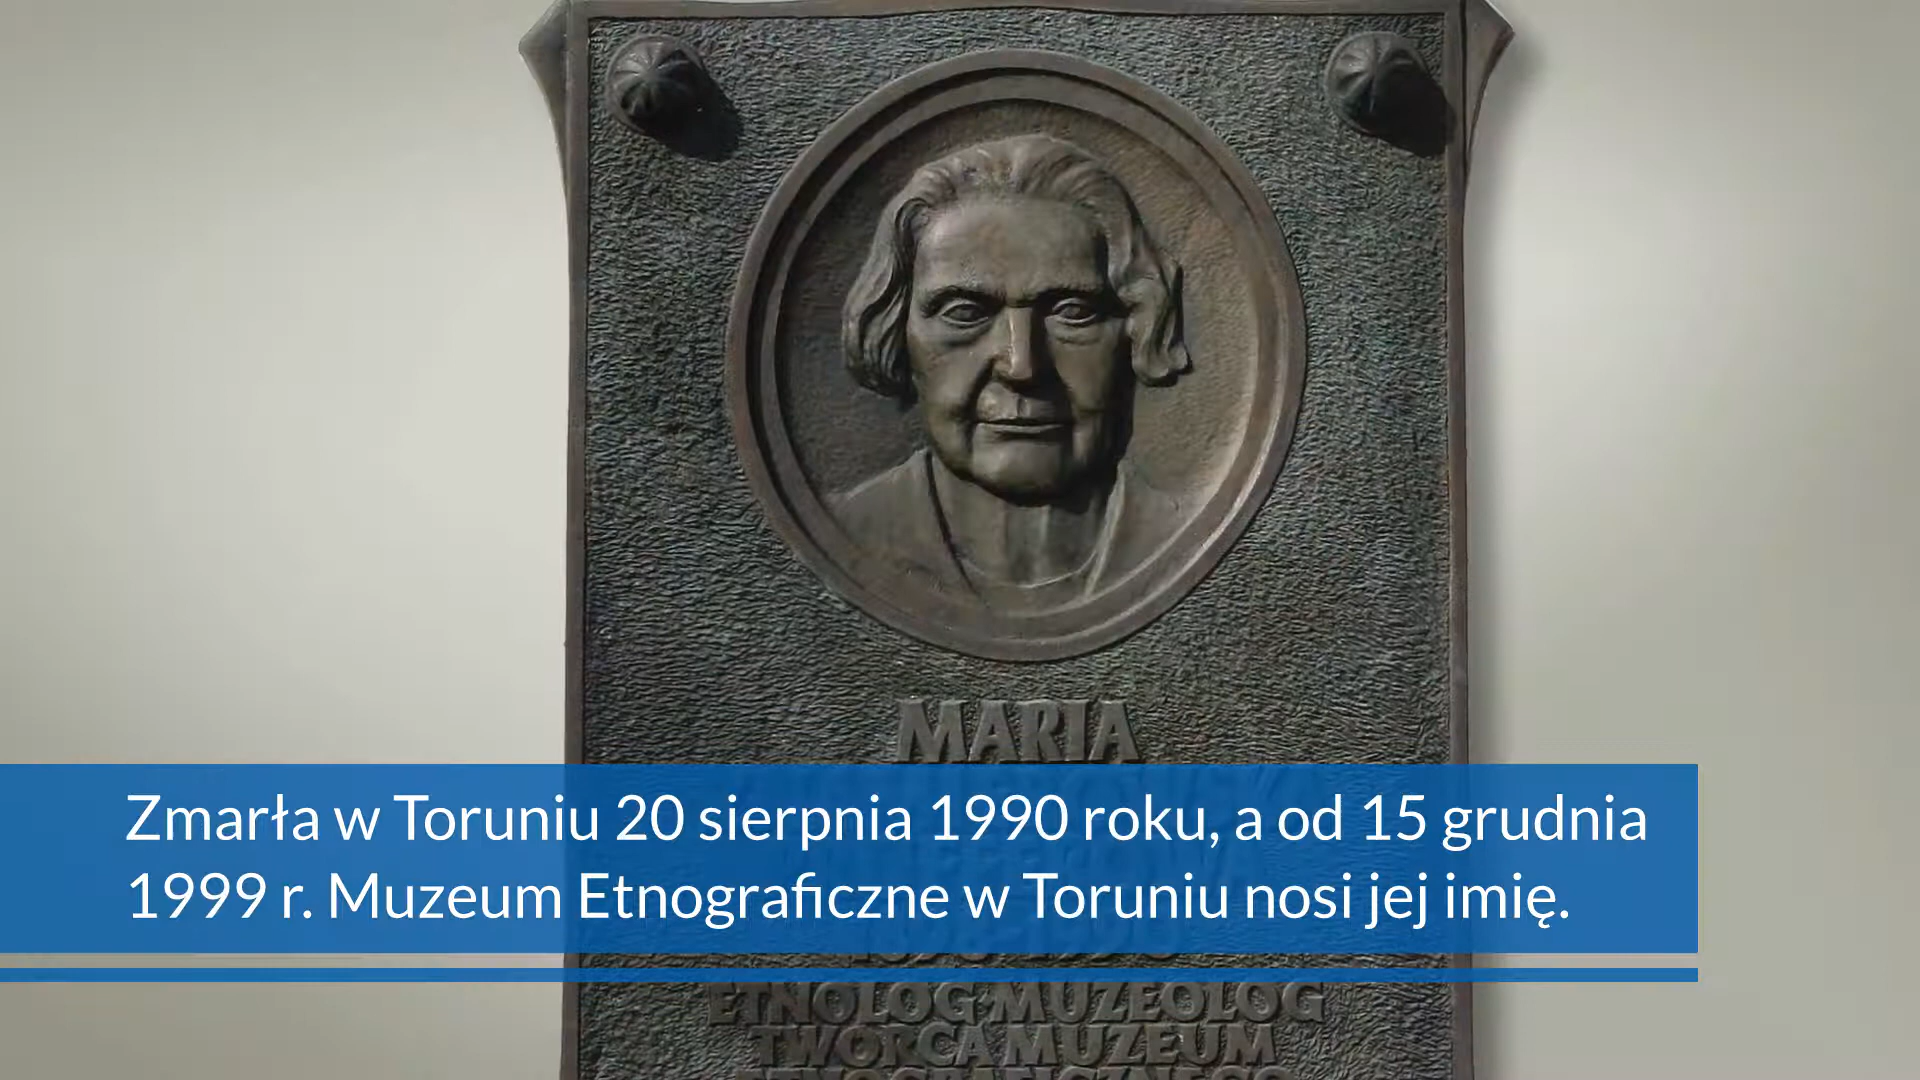 MARIA
Zmarła w Toruniu 20 sierpnia 1990 roku, a od 15 grudnia
1999 r. Muzeum Etnograficzne w Toruniu nosi jej imię.
ETNOLOG MUZEOLOG
TWÓRCA MUZEUM